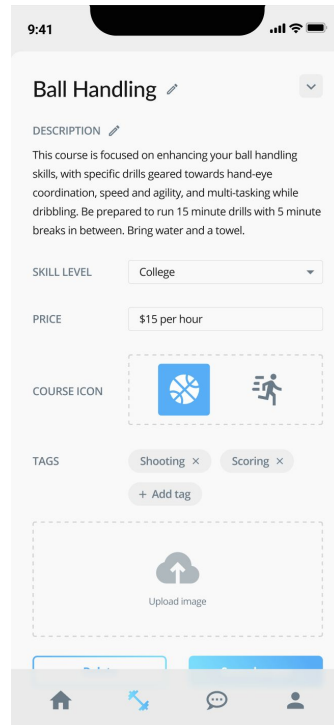 9:41
Ball Handling
DESCRIPTION
This course is focused on enhancing your ball handling
skills, with specific drills geared towards hand-eye
coordination, speed and agility, and multi-tasking while
dribbling. Be prepared to run 15 minute drills with 5 minute
breaks in between. Bring water and a towel.
SKILL LEVEL
College
PRICE
$15 per hour
COURSE ICON
TAGS
Shooting ×
Scoring ×
+ Add tag
Upload image